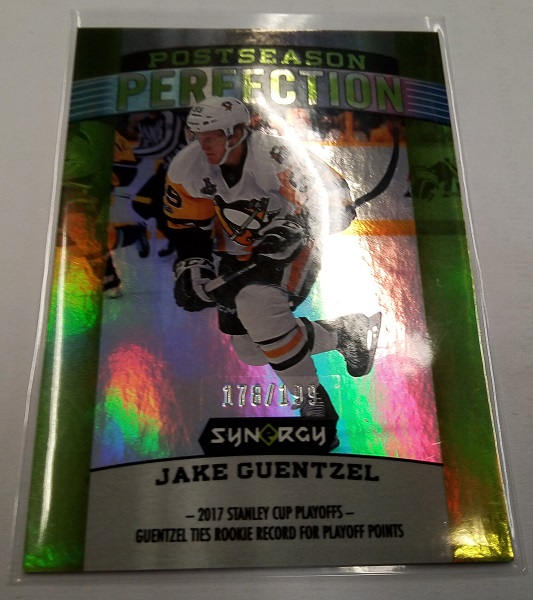 POSTSEASON
PERFECTION
178/199
SYNERGY
JAKE GUENTZEL
– 2017 STANLEY CUP PLAYOFFS –
GUENTZEL TIES ROOKIE RECORD FOR PLAYOFF POINTS